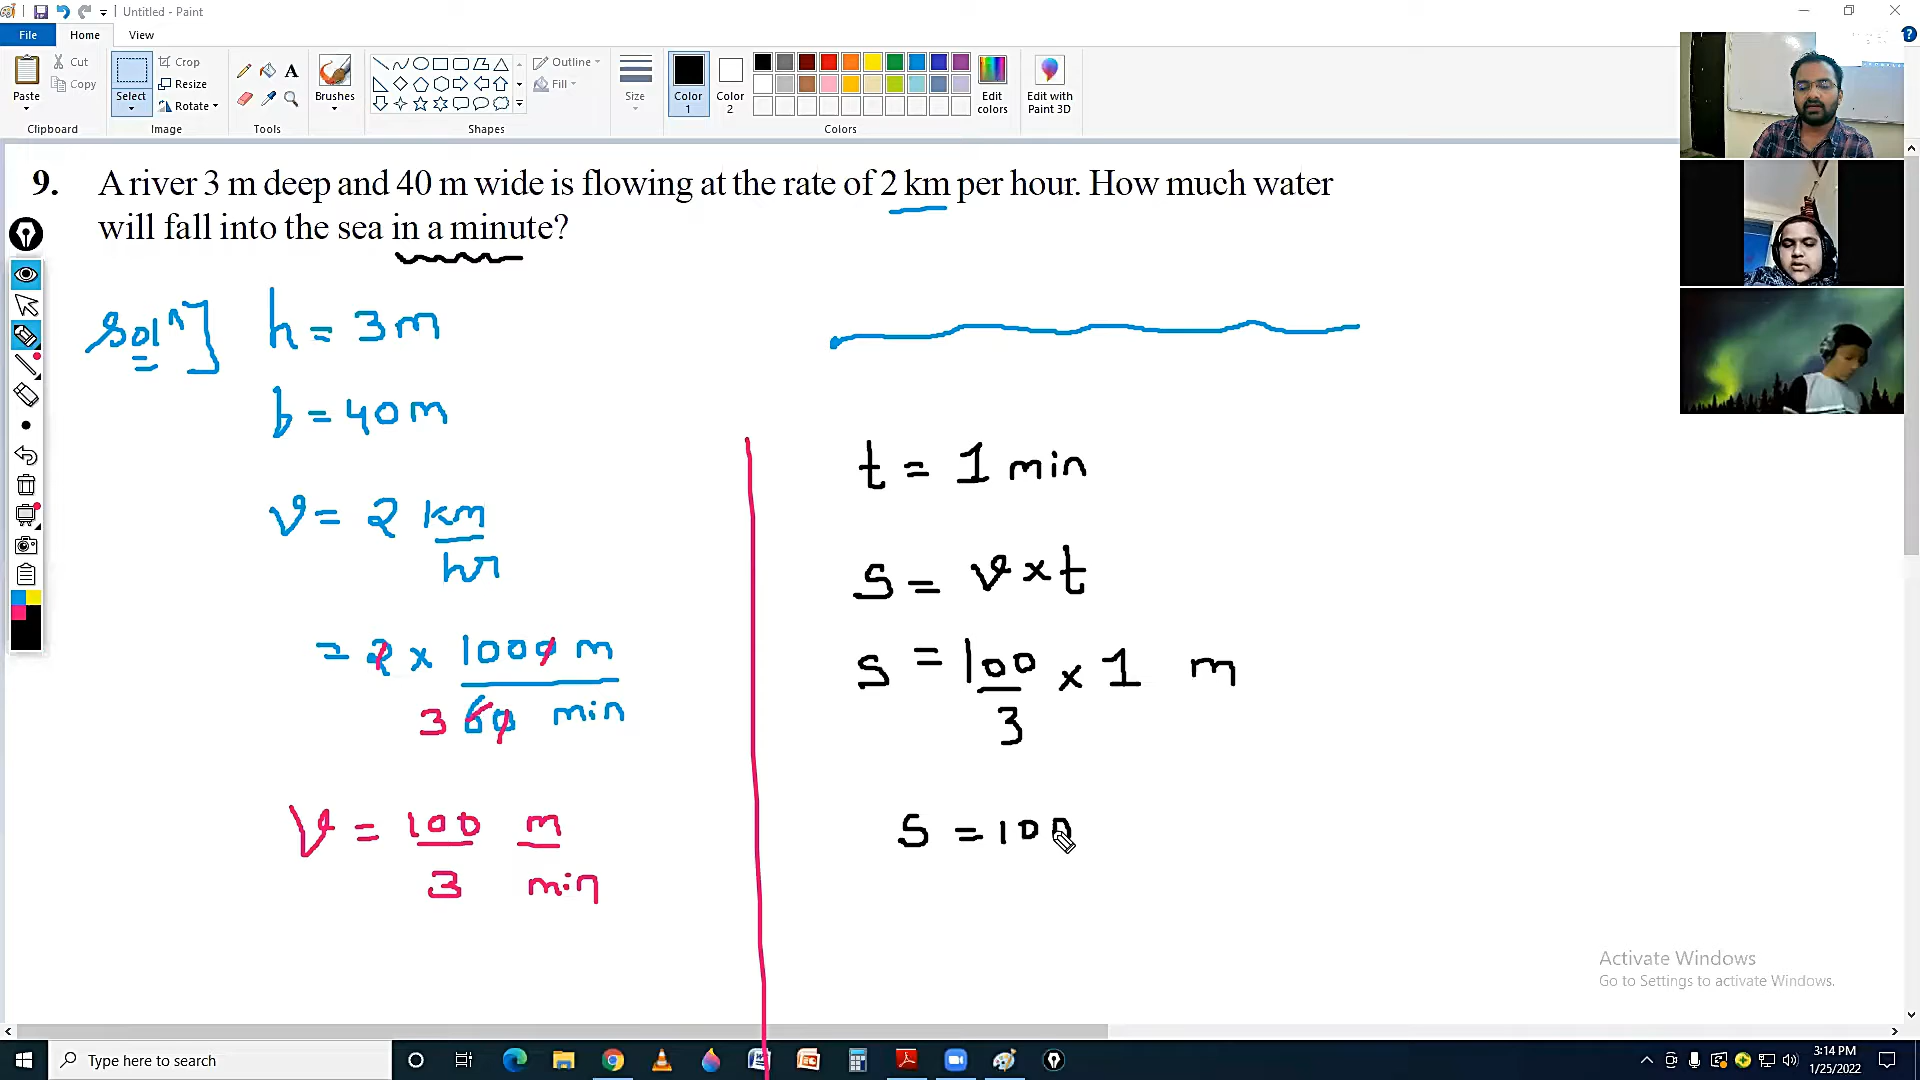 Untitled - Paint
File Home View
Paste Cut Copy Clipboard
Select Crop Resize Rotate Image
Tools
Brushes
Shapes Outline Fill
Size
Color 1 Color 2 Colors
Edit colors
Edit with Paint 3D
9. A river 3 m deep and 40 m wide is flowing at the rate of 2 km per hour. How much water
will fall into the sea in a minute?
Solⁿ] h = 3 m
b = 40 m
v = 2 km/hr
= 2 x 1000 m / 60 min
3
V = 100/3 m/min
t = 1 min
s = v x t
s = 100/3 x 1 m
s = 100
Activate Windows
Go to Settings to activate Windows.
Type here to search
3:14 PM
1/25/2022